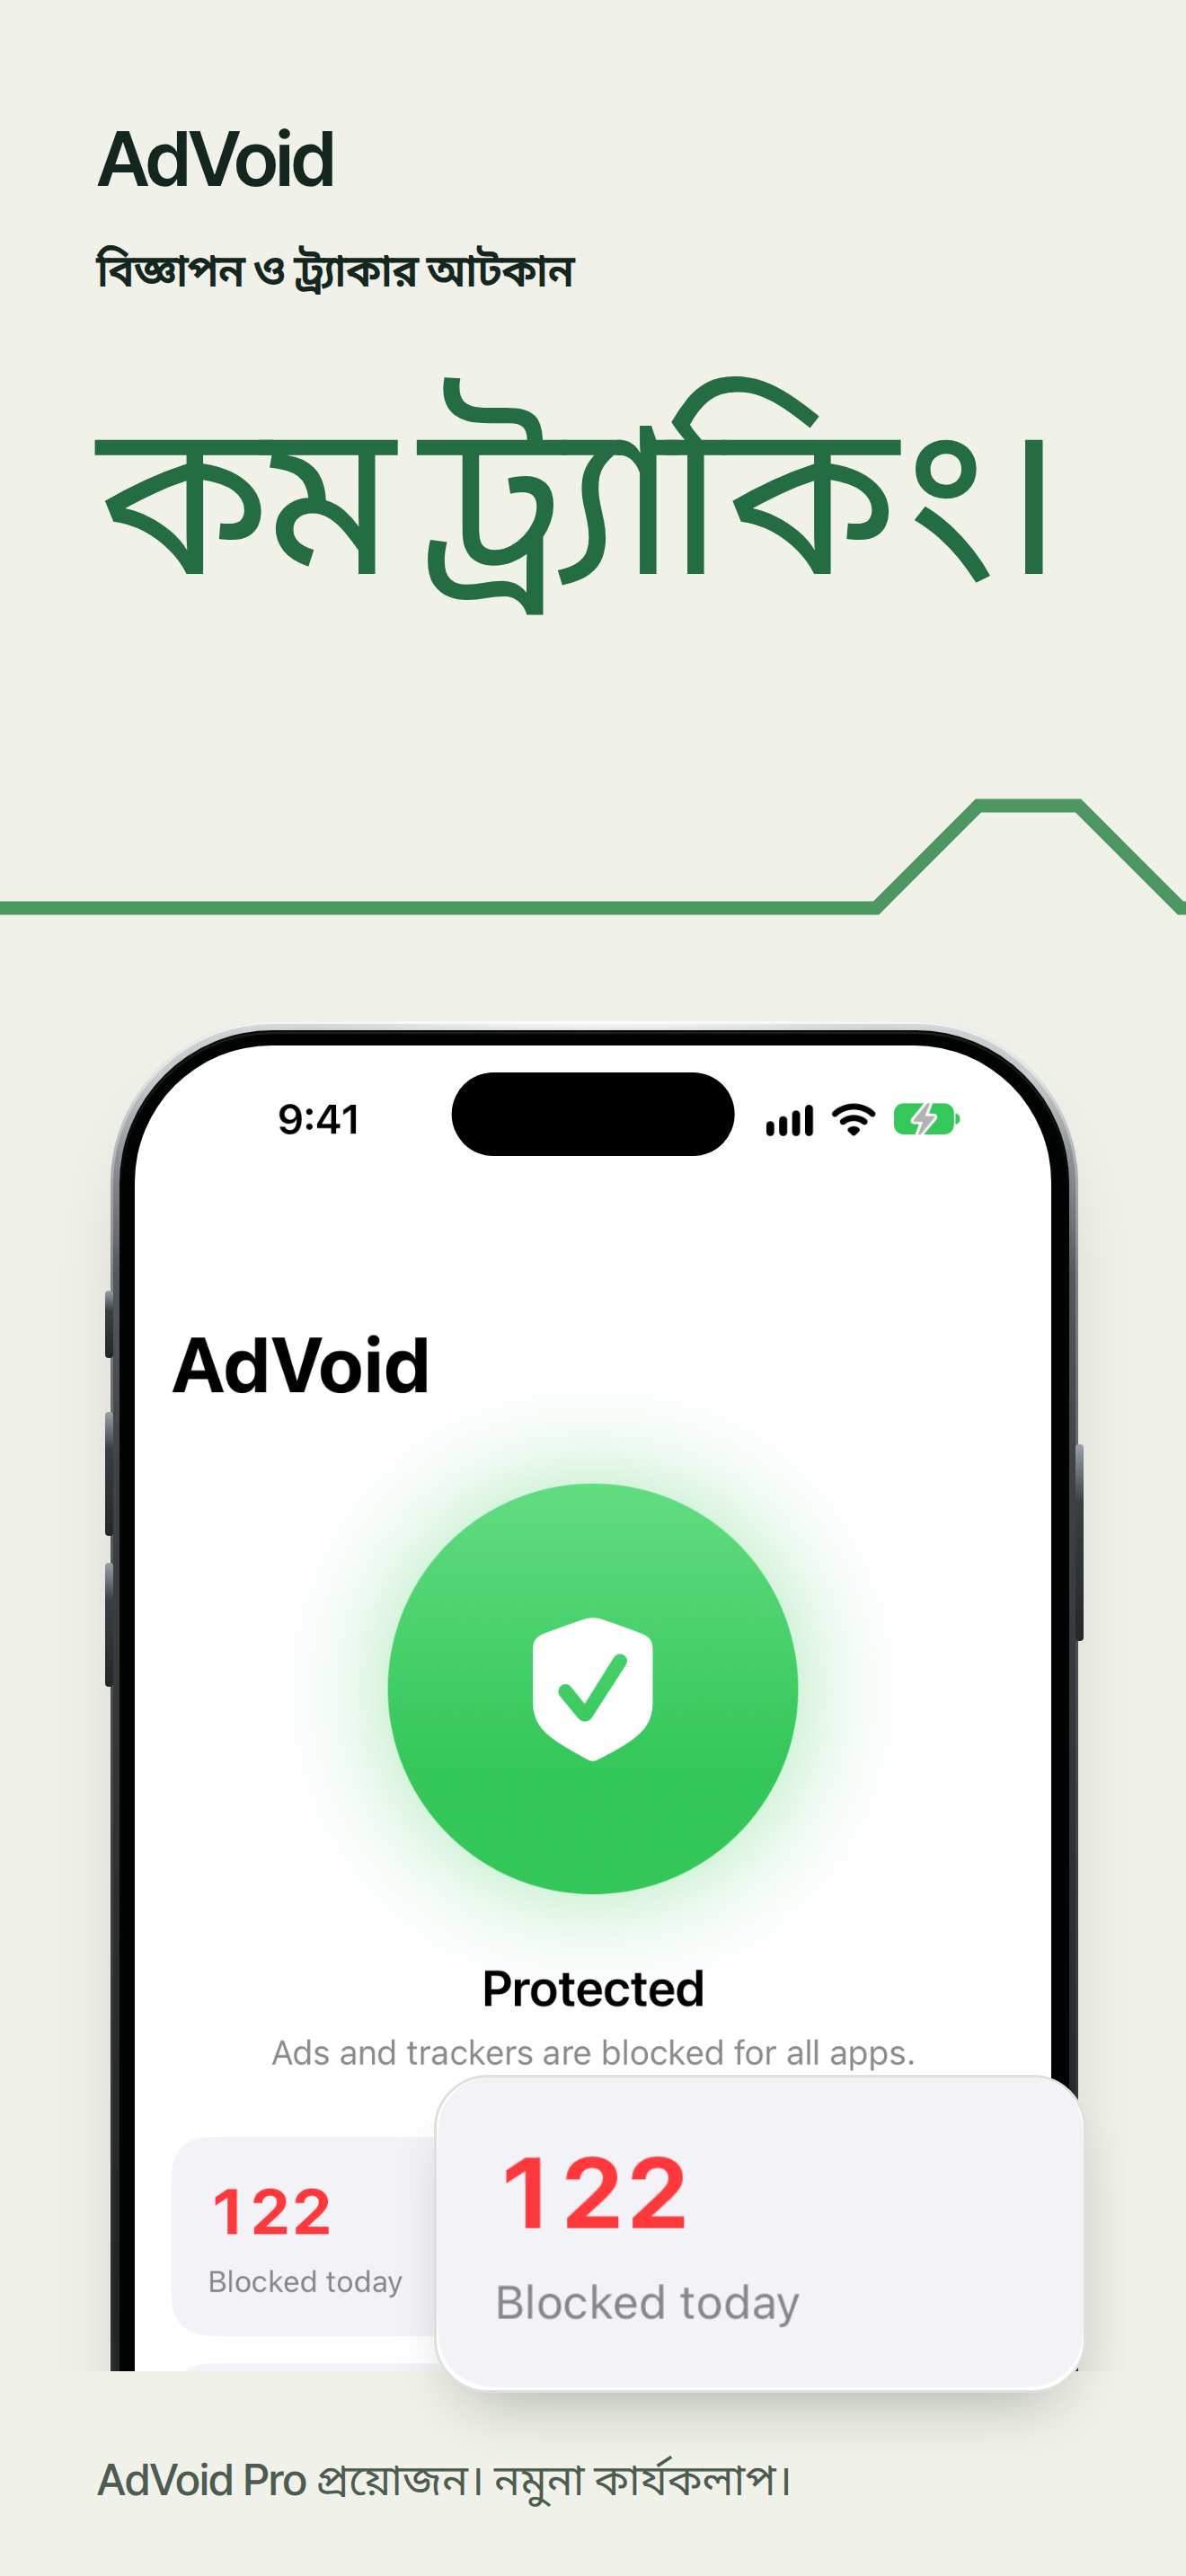 AdVoid
বিজ্ঞাপন ও ট্র্যাকার আটকান
কম ট্র্যাকিং।
9:41
AdVoid
Protected
Ads and trackers are blocked for all apps.
122
Blocked today
122
Blocked today
AdVoid Pro প্রয়োজন। নমুনা কার্যকলাপ।